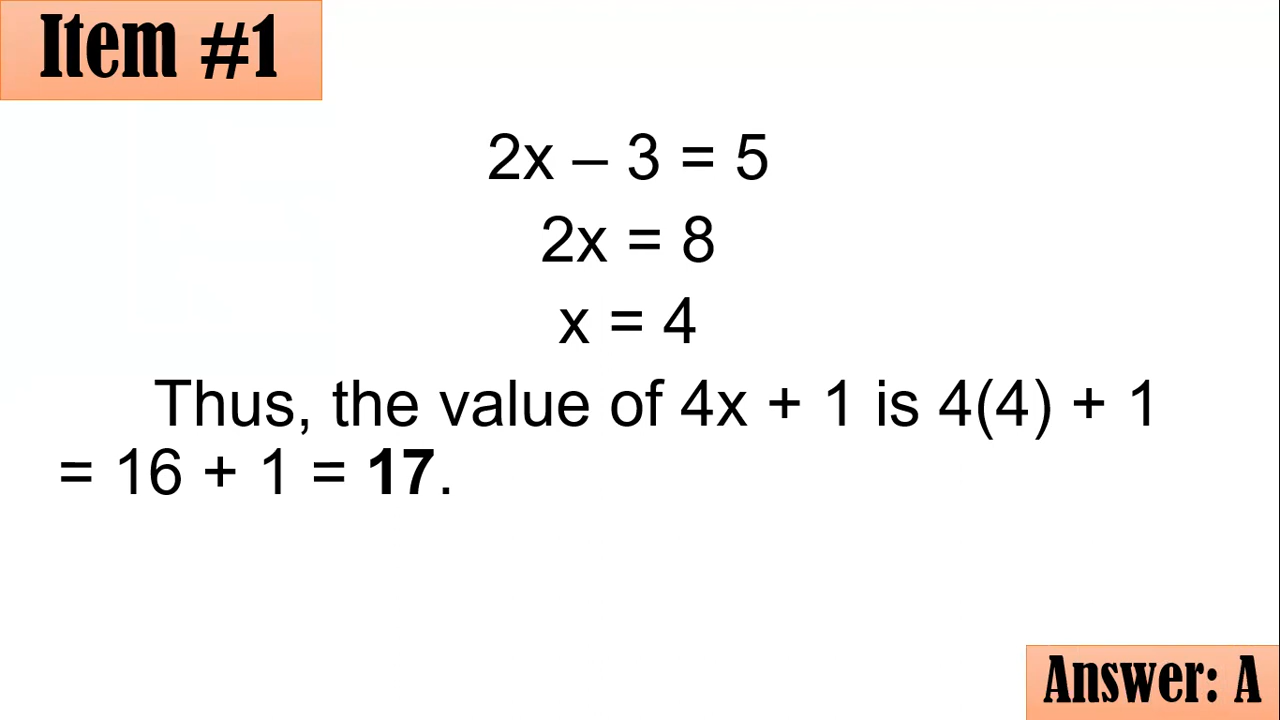 Item #1
2x – 3 = 5
2x = 8
x = 4
Thus, the value of 4x + 1 is 4(4) + 1
= 16 + 1 = 17.
Answer: A